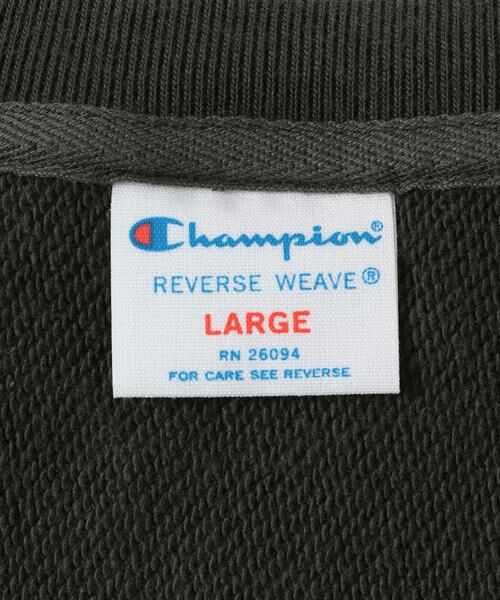 Champion®
REVERSE WEAVE®
LARGE
RN 26094
FOR CARE SEE REVERSE